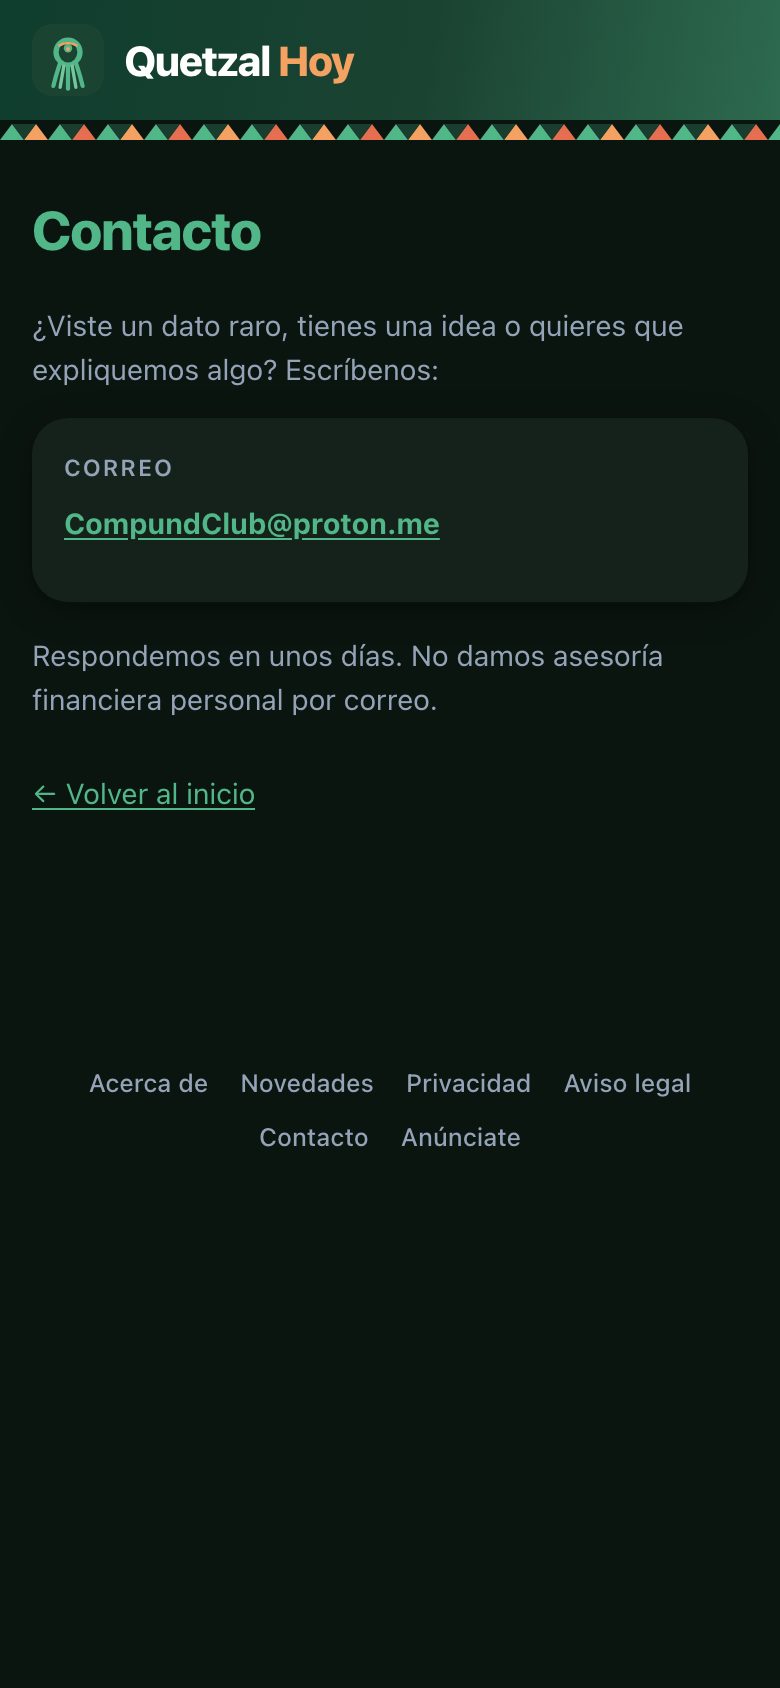 Quetzal Hoy
Contacto
¿Viste un dato raro, tienes una idea o quieres que
expliquemos algo? Escríbenos:
CORREO
CompundClub@proton.me
Respondemos en unos días. No damos asesoría
financiera personal por correo.
← Volver al inicio
Acerca de Novedades Privacidad Aviso legal
Contacto Anúnciate